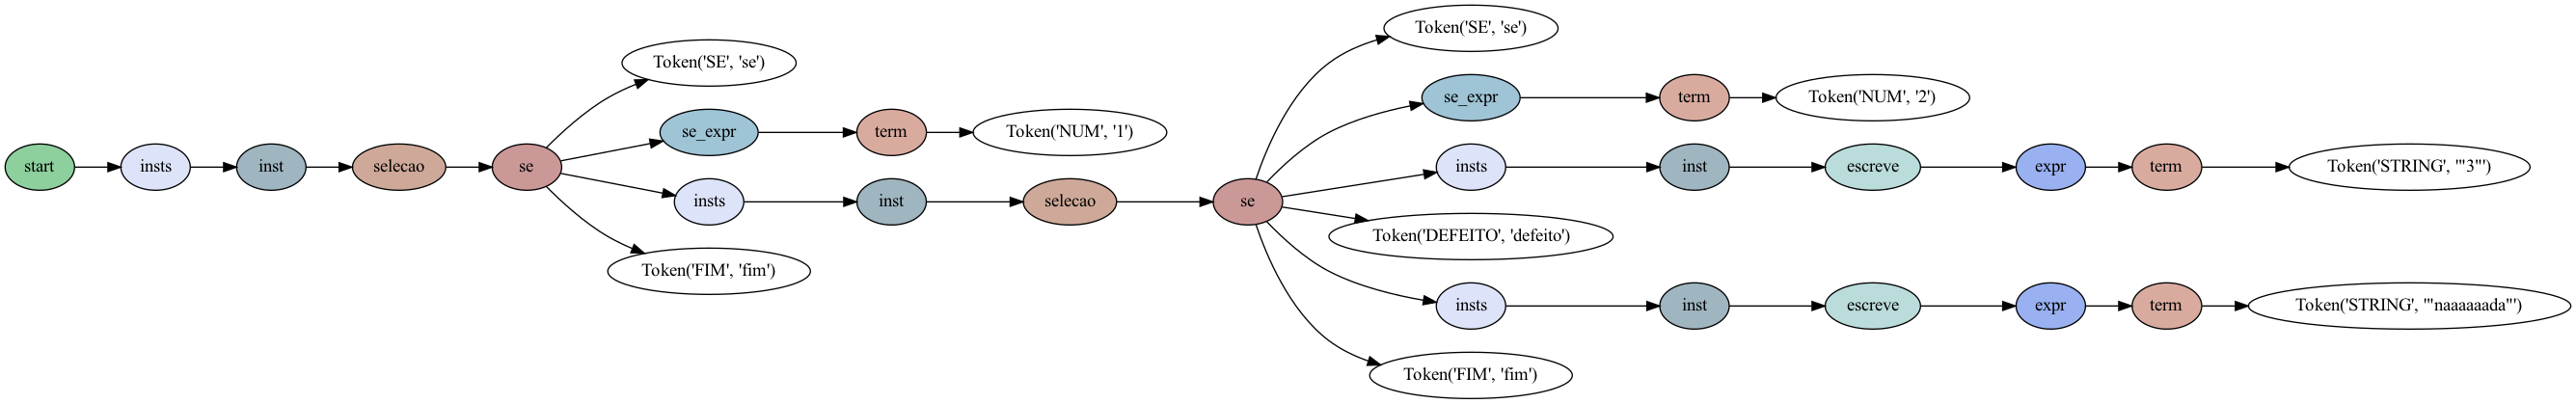 start
insts
inst
selecao
se
Token('SE', 'se')
se_expr
term
Token('NUM', '1')
insts
inst
selecao
se
Token('SE', 'se')
se_expr
term
Token('NUM', '2')
insts
inst
escreve
expr
term
Token('STRING', '"3"')
Token('DEFEITO', 'defeito')
insts
inst
escreve
expr
term
Token('STRING', '"naaaaaada"')
Token('FIM', 'fim')
Token('FIM', 'fim')